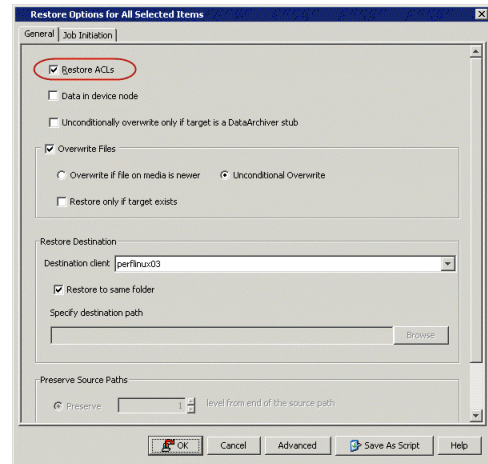 Restore Options for All Selected Items
General Job Initiation
Restore ACLs
Data in device node
Unconditionally overwrite only if target is a DataArchiver stub
Overwrite Files
Overwrite if file on media is newer Unconditional Overwrite
Restore only if target exists
Restore Destination
Destination client perflinux03
Restore to same folder
Specify destination path
Browse
Preserve Source Paths
Preserve 1 level from end of the source path
OK Cancel Advanced Save As Script Help